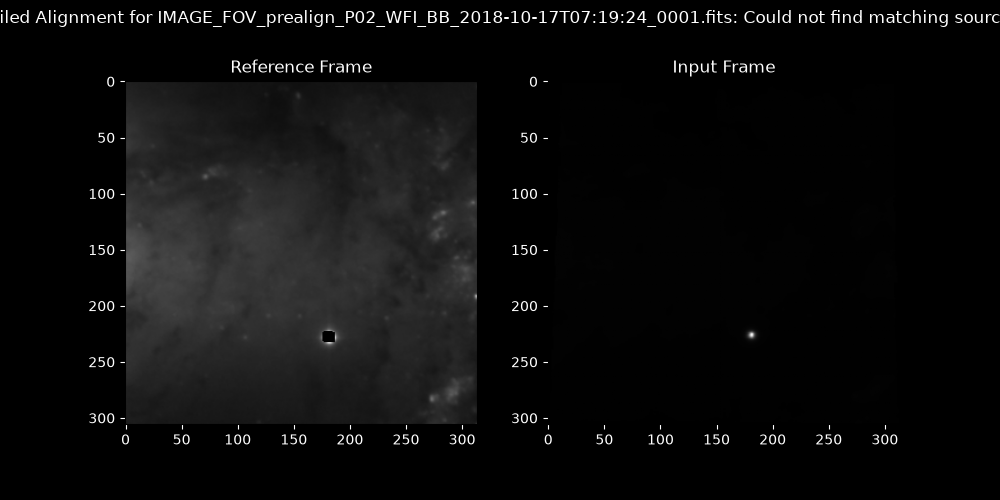 iled Alignment for IMAGE_FOV_prealign_P02_WFI_BB_2018-10-17T07:19:24_0001.fits: Could not find matching sourc
Reference Frame
Input Frame
0
50
100
150
200
250
300
0 50 100 150 200 250 300
0
50
100
150
200
250
300
0 50 100 150 200 250 300